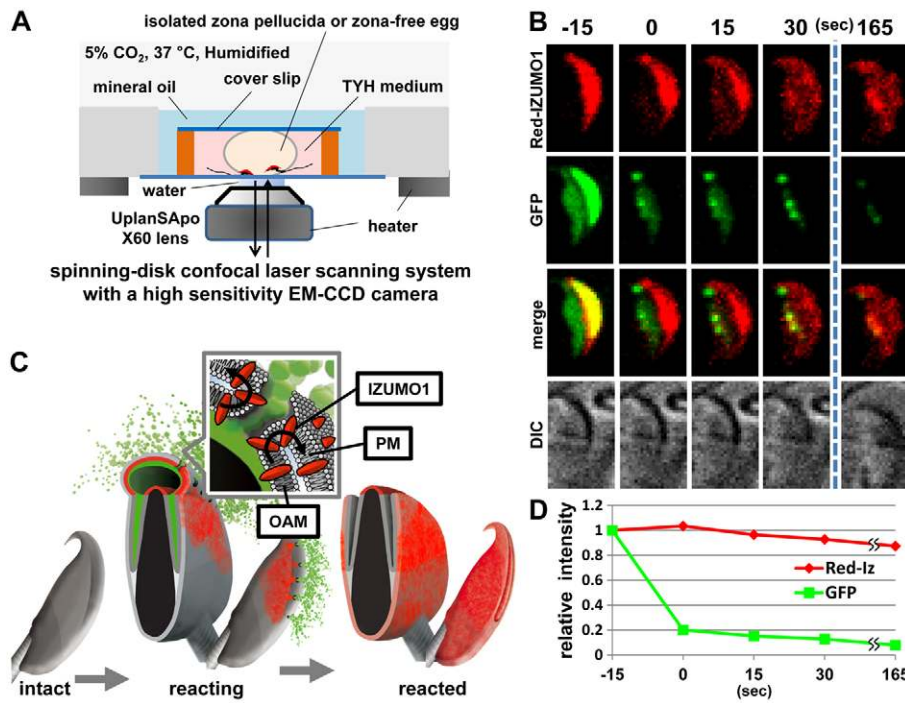 A
isolated zona pellucida or zona-free egg
5% CO₂, 37 °C, Humidified
cover slip
mineral oil
TYH medium
water
UplanSApo
X60 lens
heater
spinning-disk confocal laser scanning system
with a high sensitivity EM-CCD camera
B
-15 0 15 30 (sec) 165
Red-IZUMO1
GFP
merge
DIC
C
IZUMO1
PM
OAM
intact
reacting
reacted
D
relative intensity
1.2
1
0.8
0.6
0.4
0.2
0
Red-Iz
GFP
-15 0 15 30 165
(sec)